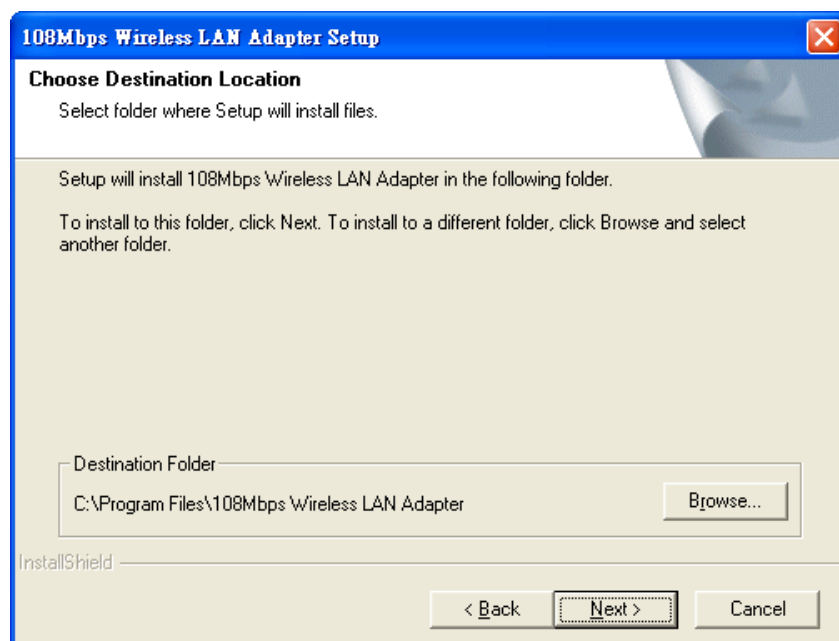 108Mbps Wireless LAN Adapter Setup
Choose Destination Location
Select folder where Setup will install files.
Setup will install 108Mbps Wireless LAN Adapter in the following folder.
To install to this folder, click Next. To install to a different folder, click Browse and select
another folder.
Destination Folder
C:\Program Files\108Mbps Wireless LAN Adapter
Browse...
InstallShield
< Back
Next >
Cancel